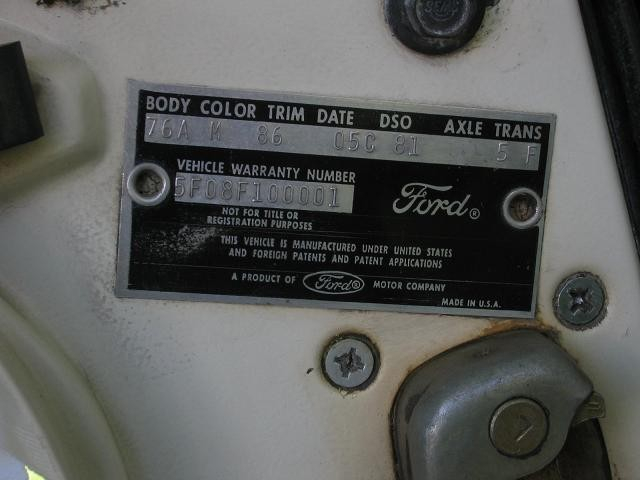 BODY COLOR TRIM DATE DSO AXLE TRANS
76A M 86 05C 81 5 F
VEHICLE WARRANTY NUMBER
5F08F100001
Ford®
NOT FOR TITLE OR
REGISTRATION PURPOSES
THIS VEHICLE IS MANUFACTURED UNDER UNITED STATES
AND FOREIGN PATENTS AND PATENT APPLICATIONS
A PRODUCT OF Ford® MOTOR COMPANY
MADE IN U.S.A.